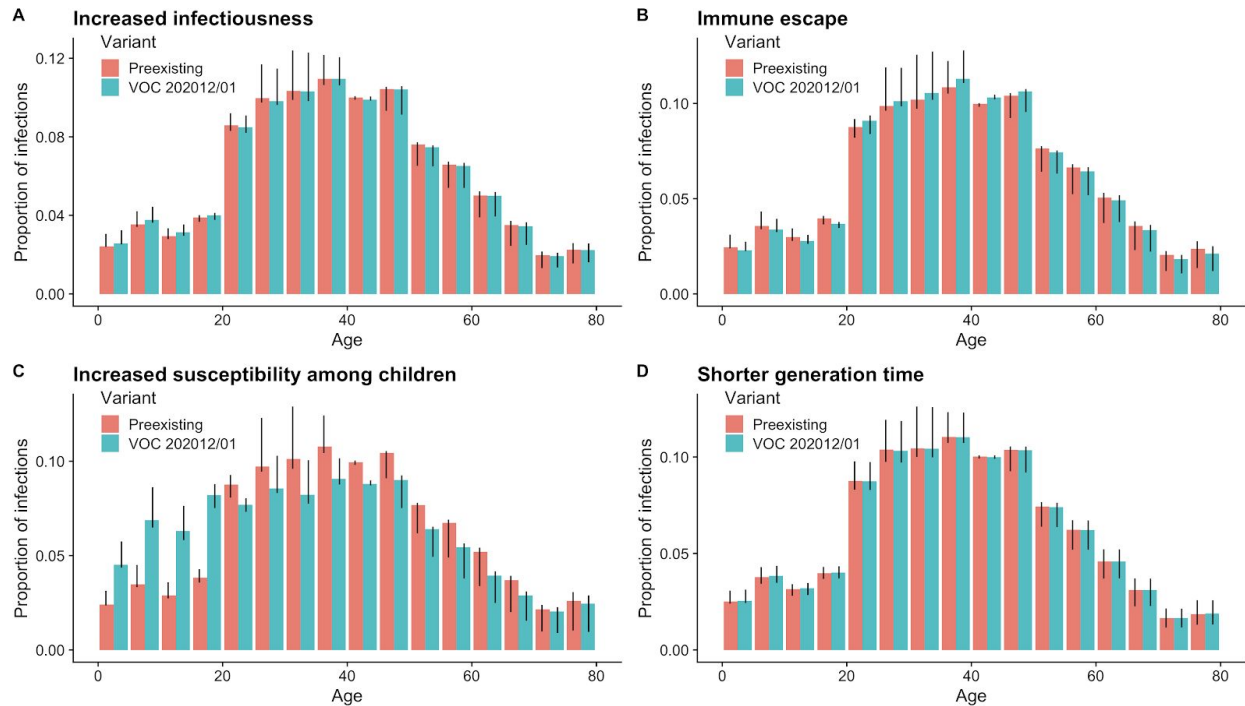 A Increased infectiousness
Variant
Preexisting
VOC 202012/01
Proportion of infections
0.12
0.08
0.04
0.00
0 20 40 60 80
Age
B Immune escape
Variant
Preexisting
VOC 202012/01
Proportion of infections
0.10
0.05
0.00
0 20 40 60 80
Age
C Increased susceptibility among children
Variant
Preexisting
VOC 202012/01
Proportion of infections
0.10
0.05
0.00
0 20 40 60 80
Age
D Shorter generation time
Variant
Preexisting
VOC 202012/01
Proportion of infections
0.10
0.05
0.00
0 20 40 60 80
Age